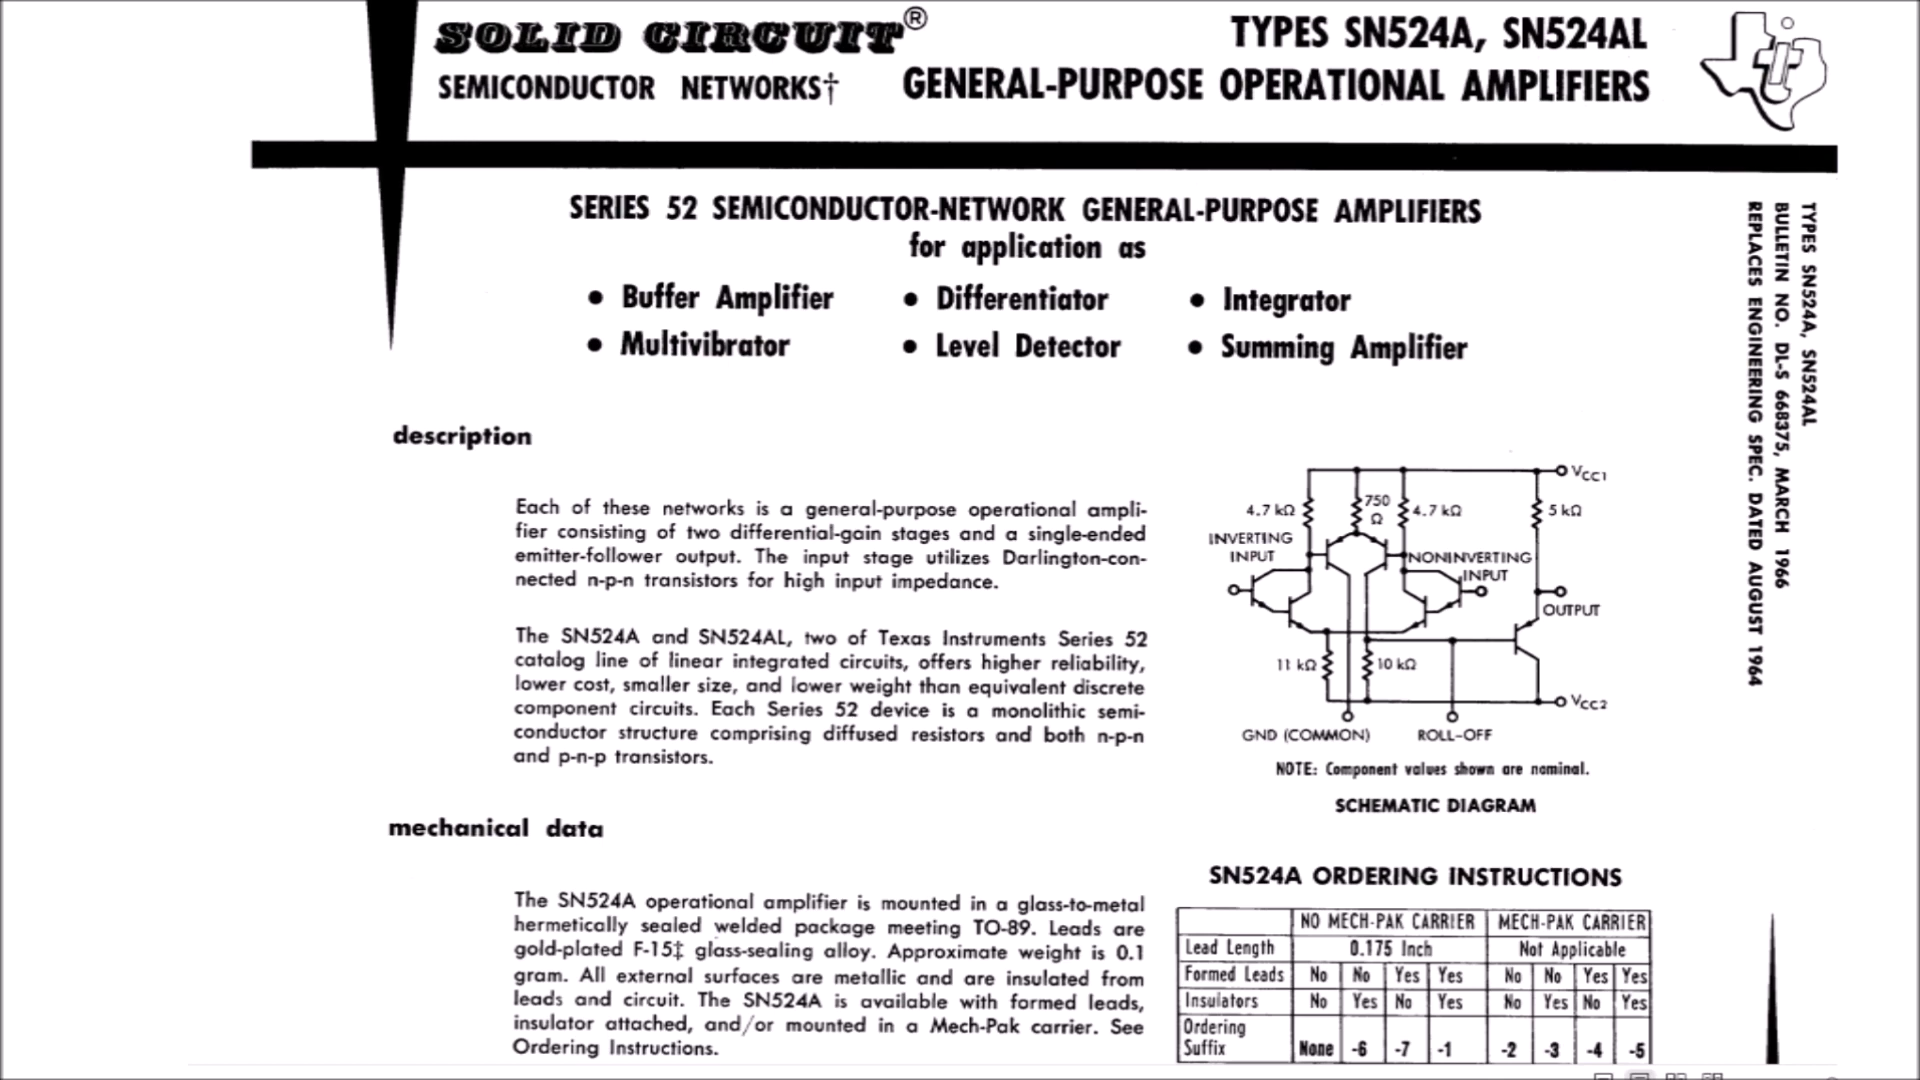 SOLID CIRCUIT®
SEMICONDUCTOR NETWORKS†
TYPES SN524A, SN524AL
GENERAL-PURPOSE OPERATIONAL AMPLIFIERS
SERIES 52 SEMICONDUCTOR-NETWORK GENERAL-PURPOSE AMPLIFIERS
for application as
• Buffer Amplifier • Differentiator • Integrator
• Multivibrator • Level Detector • Summing Amplifier
TYPES SN524A, SN524AL
BULLETIN NO. DL-S 668375, MARCH 1966
REPLACES ENGINEERING SPEC. DATED AUGUST 1964
description
Each of these networks is a general-purpose operational ampli-
fier consisting of two differential-gain stages and a single-ended
emitter-follower output. The input stage utilizes Darlington-con-
nected n-p-n transistors for high input impedance.
The SN524A and SN524AL, two of Texas Instruments Series 52
catalog line of linear integrated circuits, offers higher reliability,
lower cost, smaller size, and lower weight than equivalent discrete
component circuits. Each Series 52 device is a monolithic semi-
conductor structure comprising diffused resistors and both n-p-n
and p-n-p transistors.
VCC1
4.7 kΩ 750 Ω 4.7 kΩ 5 kΩ
INVERTING
INPUT
NONINVERTING
INPUT
OUTPUT
11 kΩ 10 kΩ
VCC2
GND (COMMON) ROLL-OFF
NOTE: Component values shown are nominal.
SCHEMATIC DIAGRAM
mechanical data
The SN524A operational amplifier is mounted in a glass-to-metal
hermetically sealed welded package meeting TO-89. Leads are
gold-plated F-15‡ glass-sealing alloy. Approximate weight is 0.1
gram. All external surfaces are metallic and are insulated from
leads and circuit. The SN524A is available with formed leads,
insulator attached, and/or mounted in a Mech-Pak carrier. See
Ordering Instructions.
SN524A ORDERING INSTRUCTIONS
NO MECH-PAK CARRIER MECH-PAK CARRIER
Lead Length 0.175 Inch Not Applicable
Formed Leads No No Yes Yes No No Yes Yes
Insulators No Yes No Yes No Yes No Yes
Ordering
Suffix None -6 -7 -1 -2 -3 -4 -5